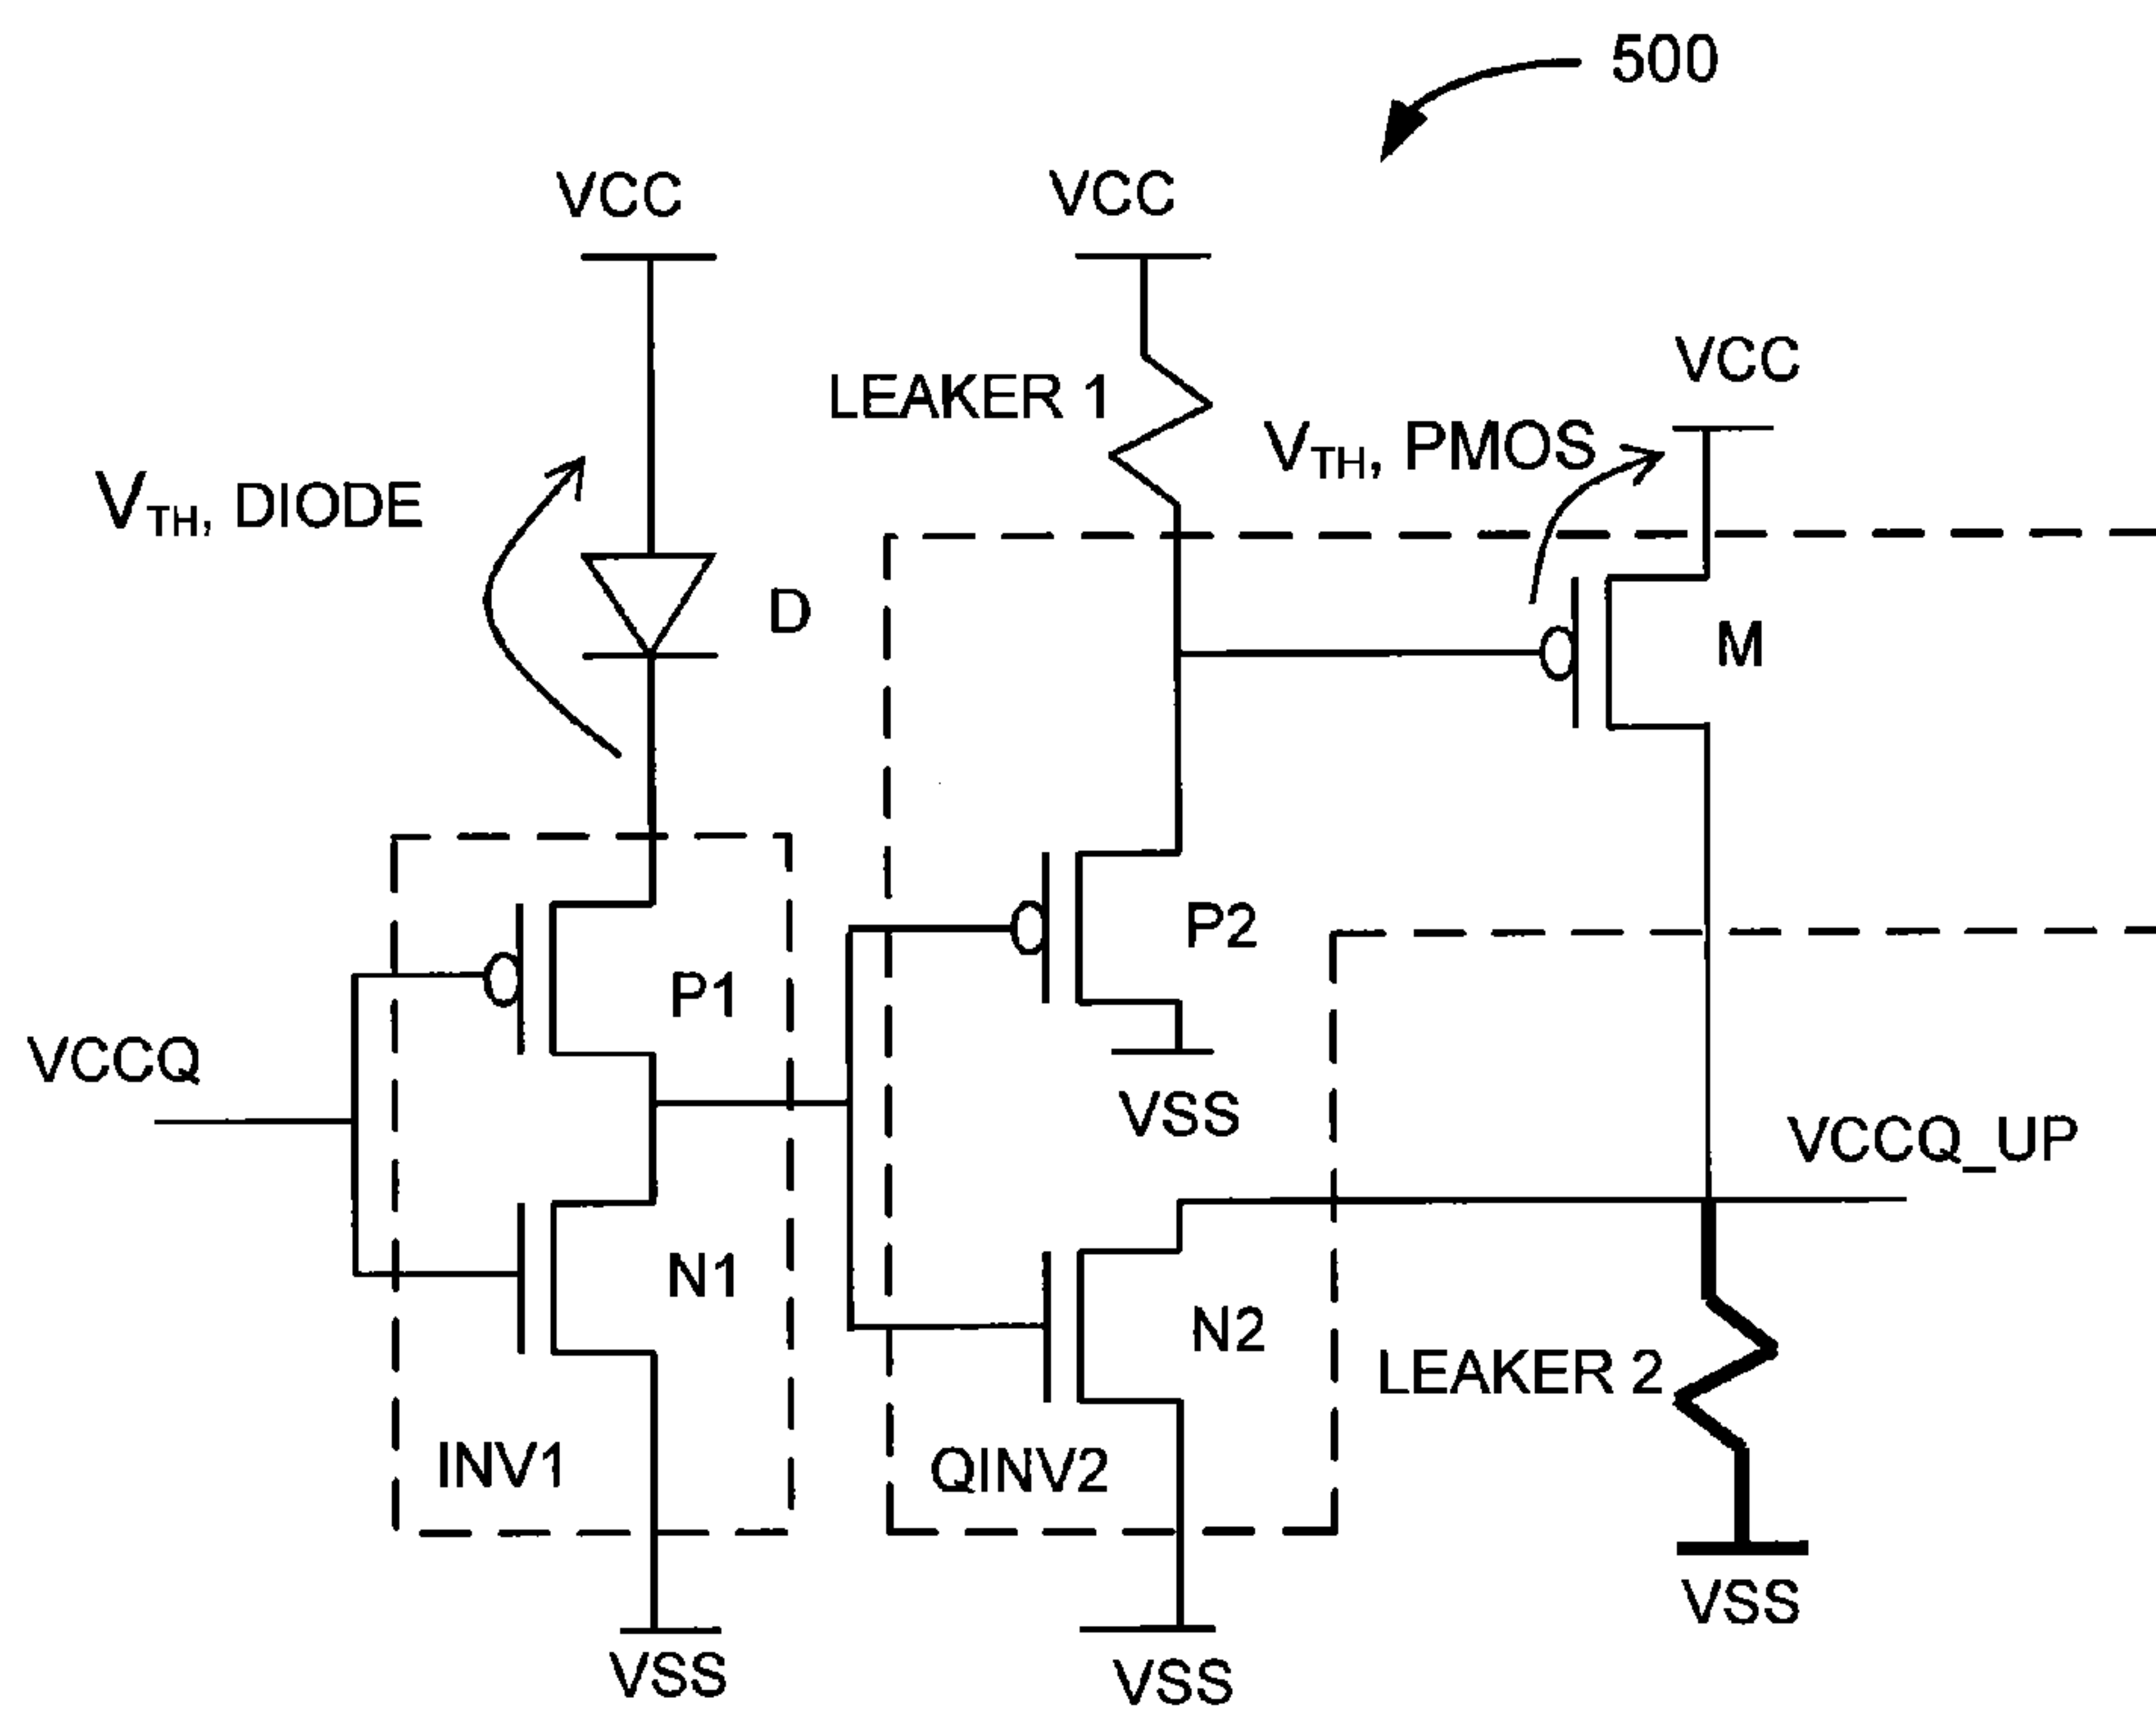 500
VCC
VCC
VCC
LEAKER 1
VTH, PMOS
VTH, DIODE
D
M
P2
P1
VCCQ
VSS
VCCQ_UP
N1
N2
LEAKER 2
INV1
QINV2
VSS
VSS
VSS